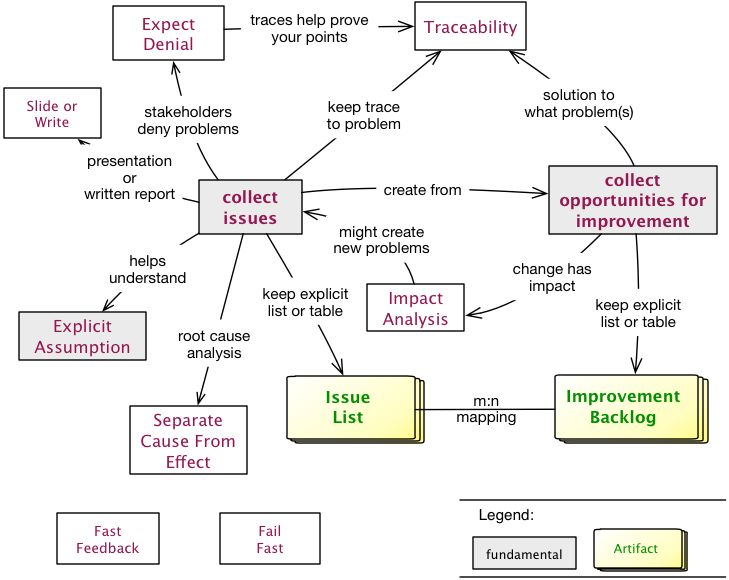 Expect
Denial
traces help prove
your points
Traceability
Slide or
Write
stakeholders
deny problems
keep trace
to problem
solution to
what problem(s)
presentation
or
written report
collect
issues
create from
collect
opportunities for
improvement
might create
new problems
helps
understand
change has
impact
keep explicit
list or table
Impact
Analysis
keep explicit
list or table
Explicit
Assumption
root cause
analysis
Issue
List
m:n
mapping
Improvement
Backlog
Separate
Cause From
Effect
Fast
Feedback
Fail
Fast
Legend:
fundamental
Artifact